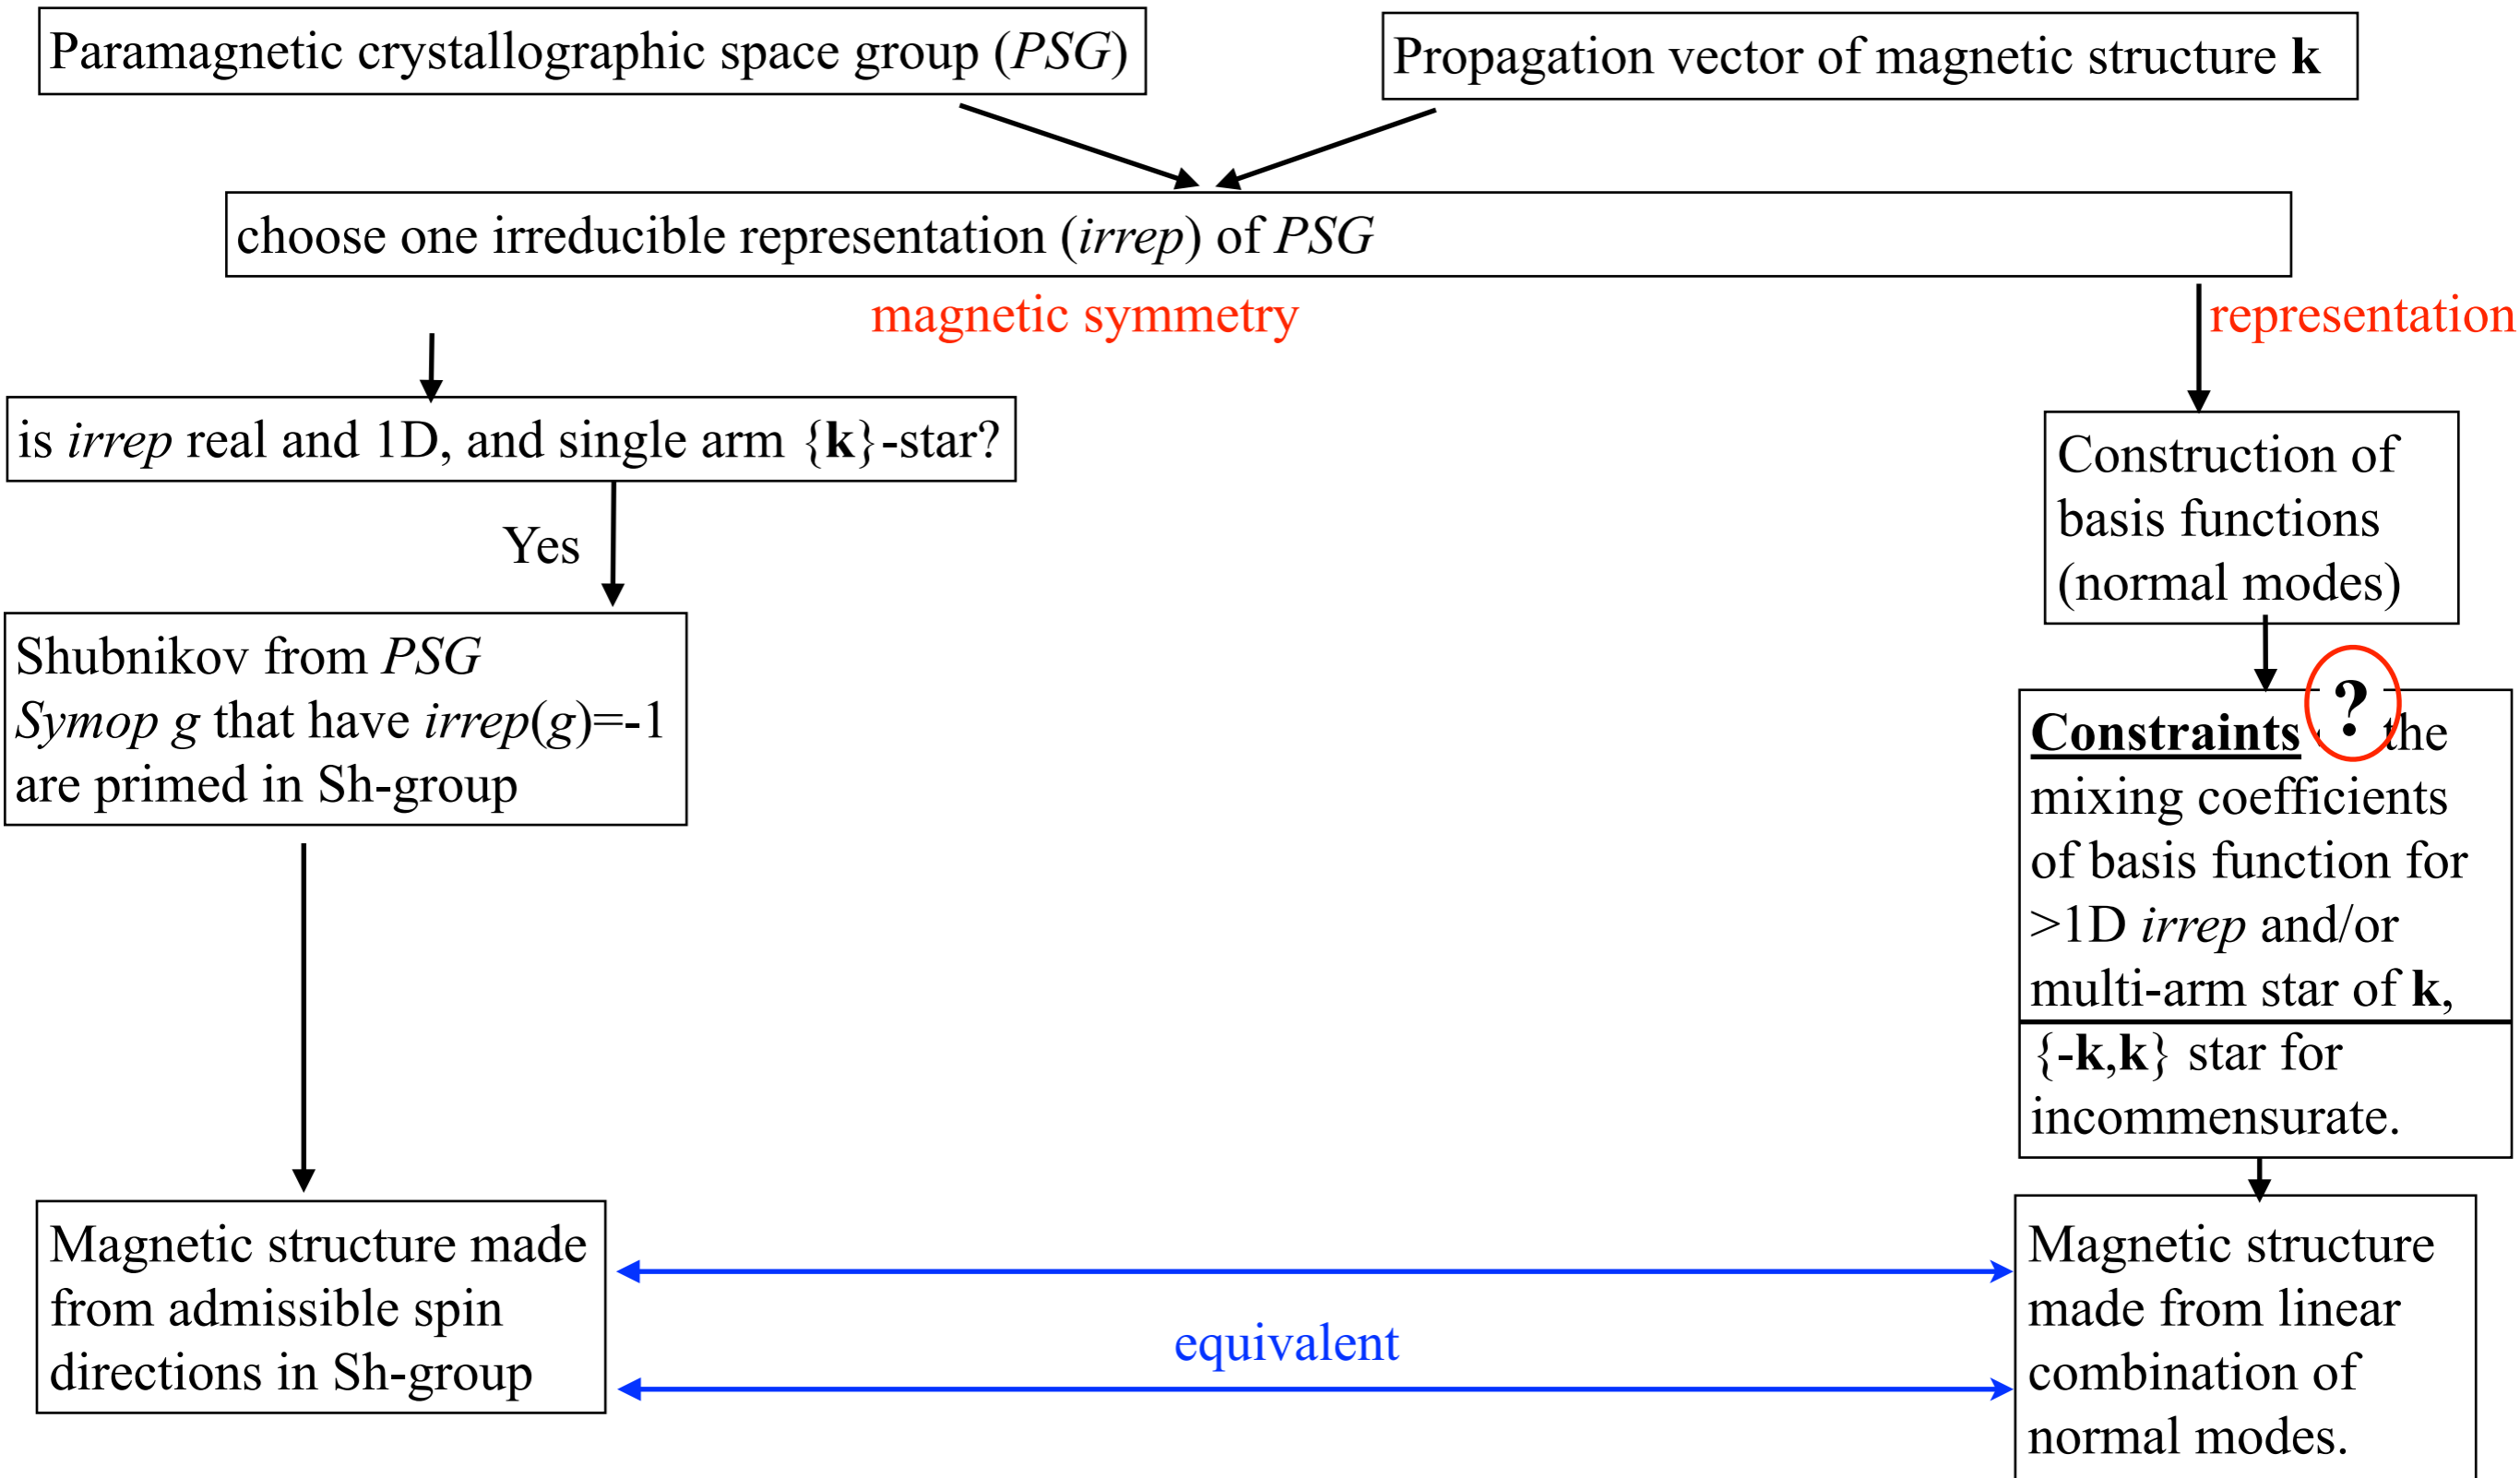 Paramagnetic crystallographic space group (PSG)
Propagation vector of magnetic structure k
choose one irreducible representation (irrep) of PSG
magnetic symmetry
representation
is irrep real and 1D, and single arm {k}-star?
Yes
Shubnikov from PSG
Symop g that have irrep(g)=-1
are primed in Sh-group
Magnetic structure made
from admissible spin
directions in Sh-group
equivalent
Construction of
basis functions
(normal modes)
?
Constraints the
mixing coefficients
of basis function for
>1D irrep and/or
multi-arm star of k,
{-k,k} star for
incommensurate.
Magnetic structure
made from linear
combination of
normal modes.